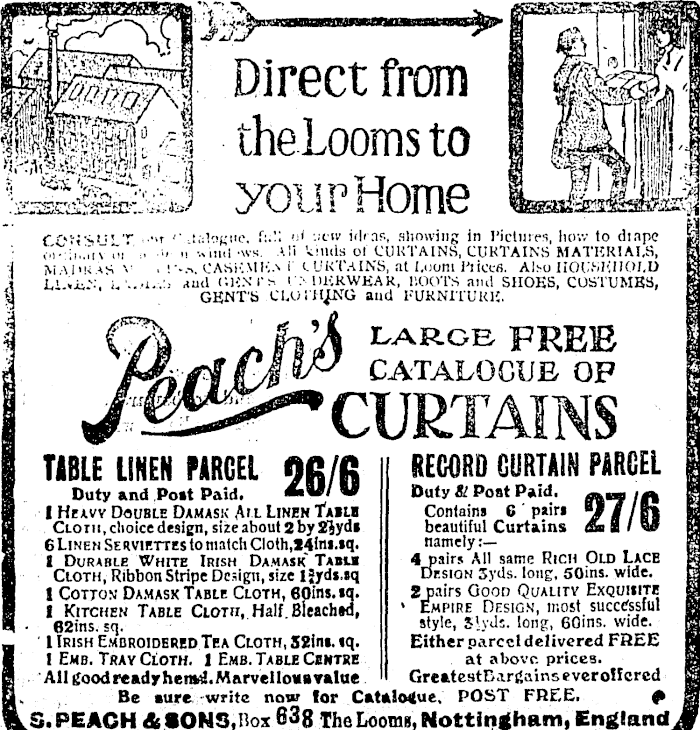 Direct from
the Looms to
your Home
CONSULT our Catalogue, full of new ideas, showing in Pictures, how to drape
ordinary or windows. All kinds of CURTAINS, CURTAINS MATERIALS,
MADRAS CASEMENT CURTAINS, at Loom Prices. Also HOUSEHOLD
LINEN, LADIES and GENT'S UNDERWEAR, BOOTS and SHOES, COSTUMES,
GENT'S CLOTHING and FURNITURE.
Peach's
LARGE FREE
CATALOGUE OF
CURTAINS
TABLE LINEN PARCEL 26/6
Duty and Post Paid.
1 HEAVY DOUBLE DAMASK ALL LINEN TABLE
CLOTH, choice design, size about 2 by 2½yds
6 LINEN SERVIETTES to match Cloth, 24ins. sq.
1 DURABLE WHITE IRISH DAMASK TABLE
CLOTH, Ribbon Stripe Design, size yds. sq
1 COTTON DAMASK TABLE CLOTH, 60ins. sq.
1 KITCHEN TABLE CLOTH, Half Bleached,
62ins. sq.
1 IRISH EMBROIDERED TEA CLOTH, 32ins. sq.
1 EMB. TRAY CLOTH. 1 EMB. TABLE CENTRE
All good ready hemd. Marvellous value
RECORD CURTAIN PARCEL
Duty & Post Paid.
Contains 6 pairs
beautiful Curtains
namely:—
27/6
4 pairs All same RICH OLD LACE
DESIGN 3yds. long, 50ins. wide.
2 pairs GOOD QUALITY EXQUISITE
EMPIRE DESIGN, most successful
style, 3½yds. long, 60ins. wide.
Either parcel delivered FREE
at above prices.
Greatest Bargains ever offered
Be sure write now for Catalogue, POST FREE.
S. PEACH & SONS, Box 638 The Looms, Nottingham, England